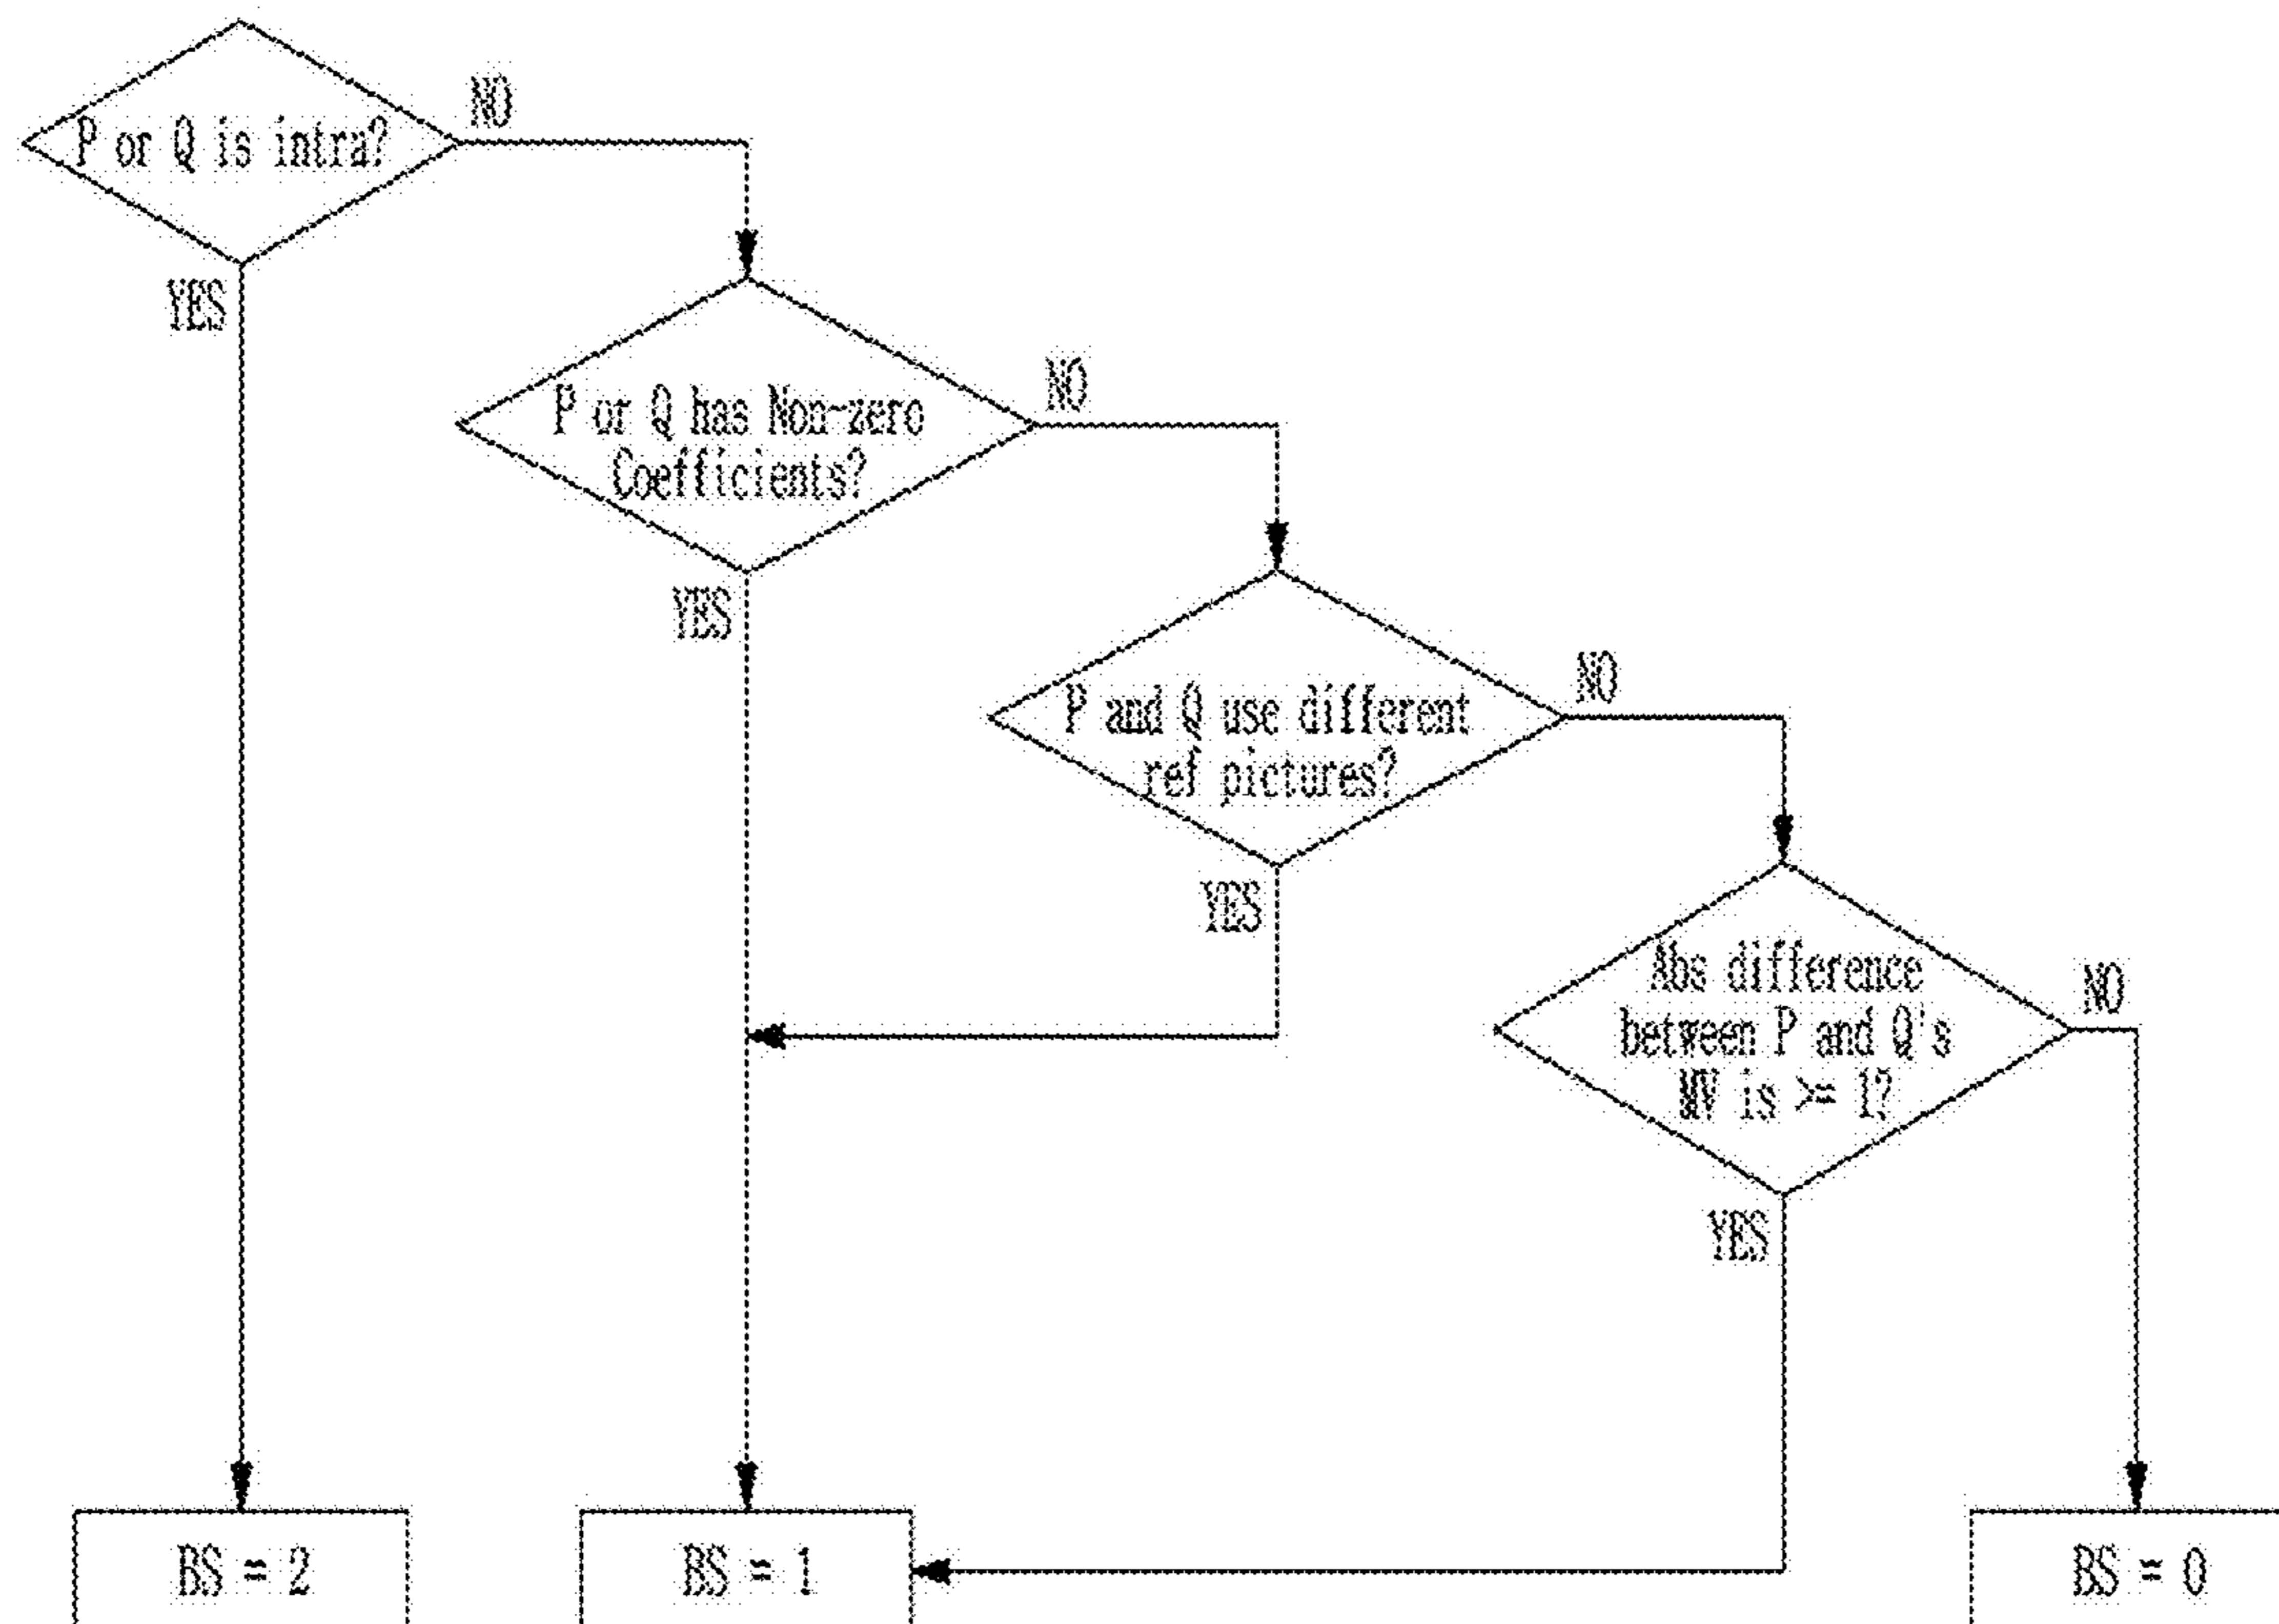 P or Q is intra?
NO
YES
P or Q has Non-zero
Coefficients?
NO
YES
P and Q use different
ref pictures?
NO
YES
Abs difference
between P and Q's
MV is >= 1?
NO
YES
BS = 2
BS = 1
BS = 0